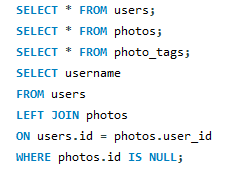 SELECT * FROM users;
SELECT * FROM photos;
SELECT * FROM photo_tags;
SELECT username
FROM users
LEFT JOIN photos
ON users.id = photos.user_id
WHERE photos.id IS NULL;